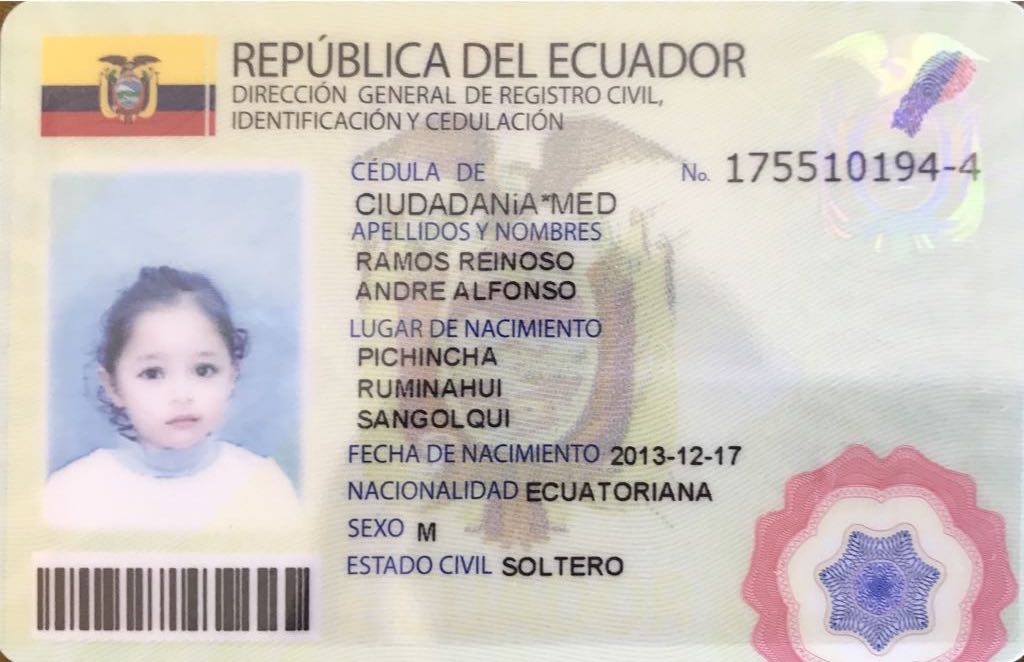 REPÚBLICA DEL ECUADOR
DIRECCIÓN GENERAL DE REGISTRO CIVIL,
IDENTIFICACIÓN Y CEDULACIÓN
CÉDULA DE No. 175510194-4
CIUDADANiA*MED
APELLIDOS Y NOMBRES
RAMOS REINOSO
ANDRE ALFONSO
LUGAR DE NACIMIENTO
PICHINCHA
RUMINAHUI
SANGOLQUI
FECHA DE NACIMIENTO 2013-12-17
NACIONALIDAD ECUATORIANA
SEXO M
ESTADO CIVIL SOLTERO